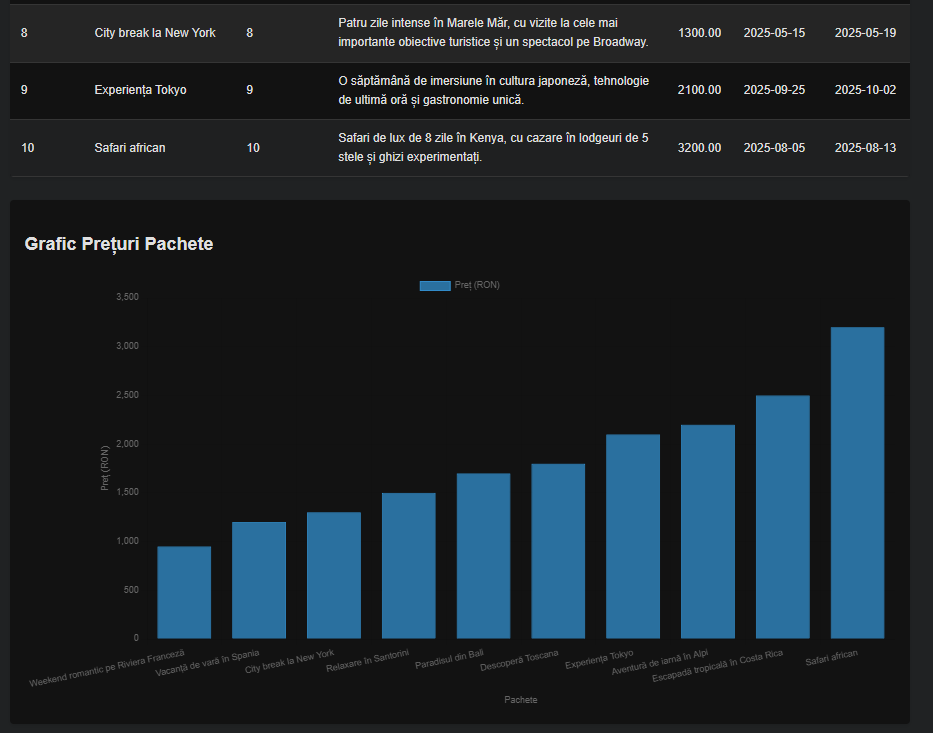 8 City break la New York 8 Patru zile intense în Marele Măr, cu vizite la cele mai importante obiective turistice și un spectacol pe Broadway. 1300.00 2025-05-15 2025-05-19
9 Experiența Tokyo 9 O săptămână de imersiune în cultura japoneză, tehnologie de ultimă oră și gastronomie unică. 2100.00 2025-09-25 2025-10-02
10 Safari african 10 Safari de lux de 8 zile în Kenya, cu cazare în lodgeuri de 5 stele și ghizi experimentați. 3200.00 2025-08-05 2025-08-13
Grafic Prețuri Pachete
Preț (RON)
3,500
3,000
2,500
2,000
1,500
1,000
500
0
Preț (RON)
Weekend romantic pe Riviera Franceză
Vacanță de vară în Spania
City break la New York
Relaxare în Santorini
Paradisul din Bali
Descoperă Toscana
Experiența Tokyo
Aventură de iarnă în Alpi
Escapadă tropicală în Costa Rica
Safari african
Pachete